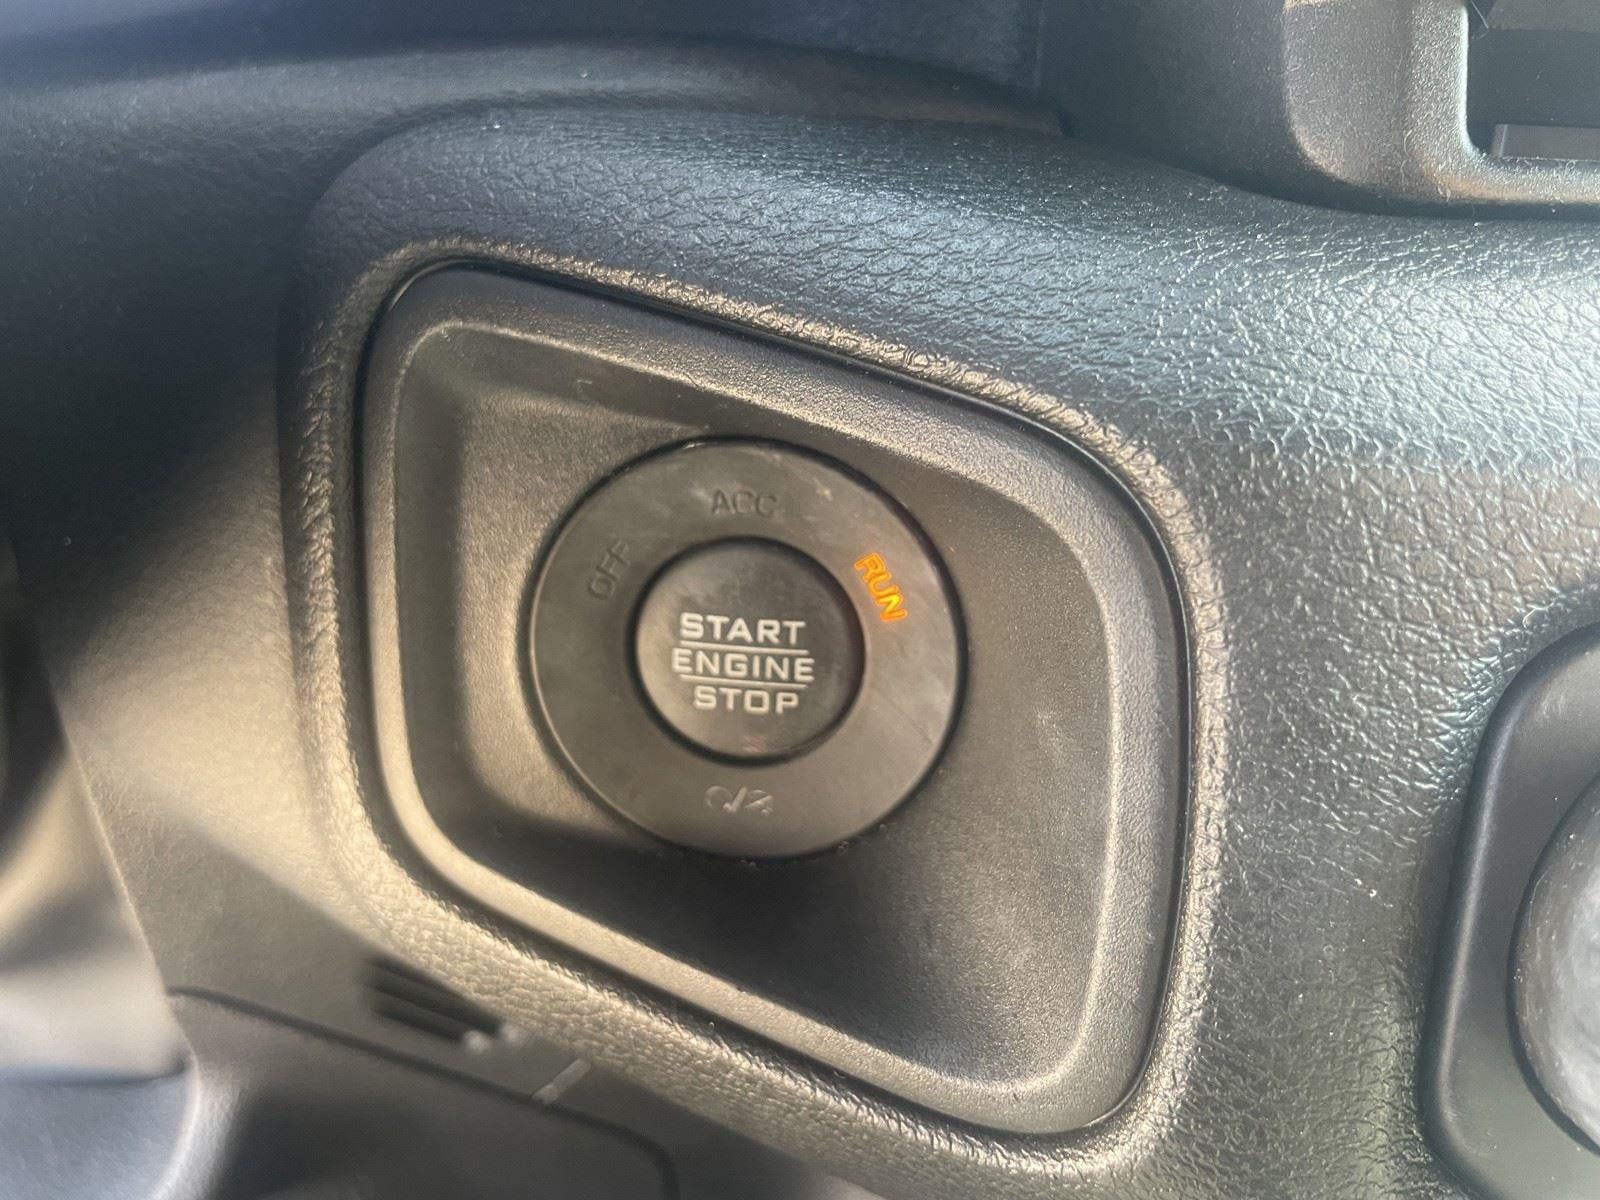 ACC
OFF
RUN
START
ENGINE
STOP